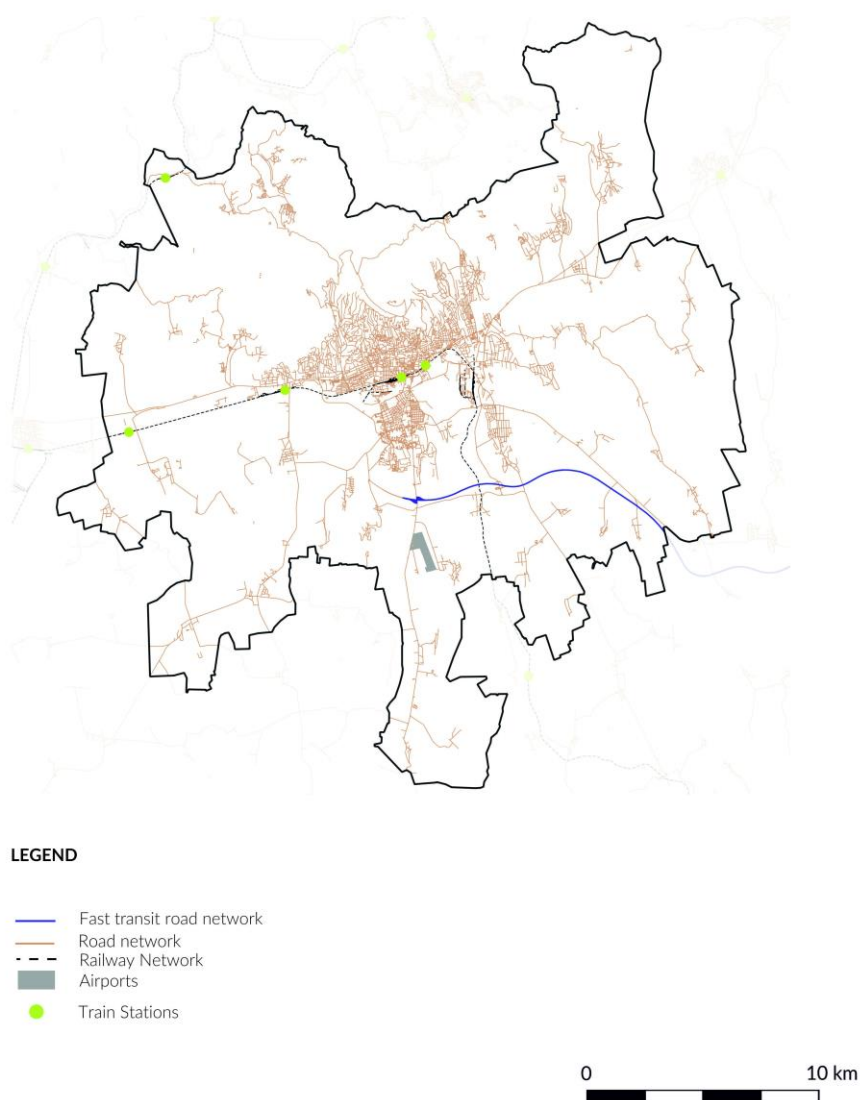 LEGEND
Fast transit road network
Road network
Railway Network
Airports
Train Stations
0 10 km